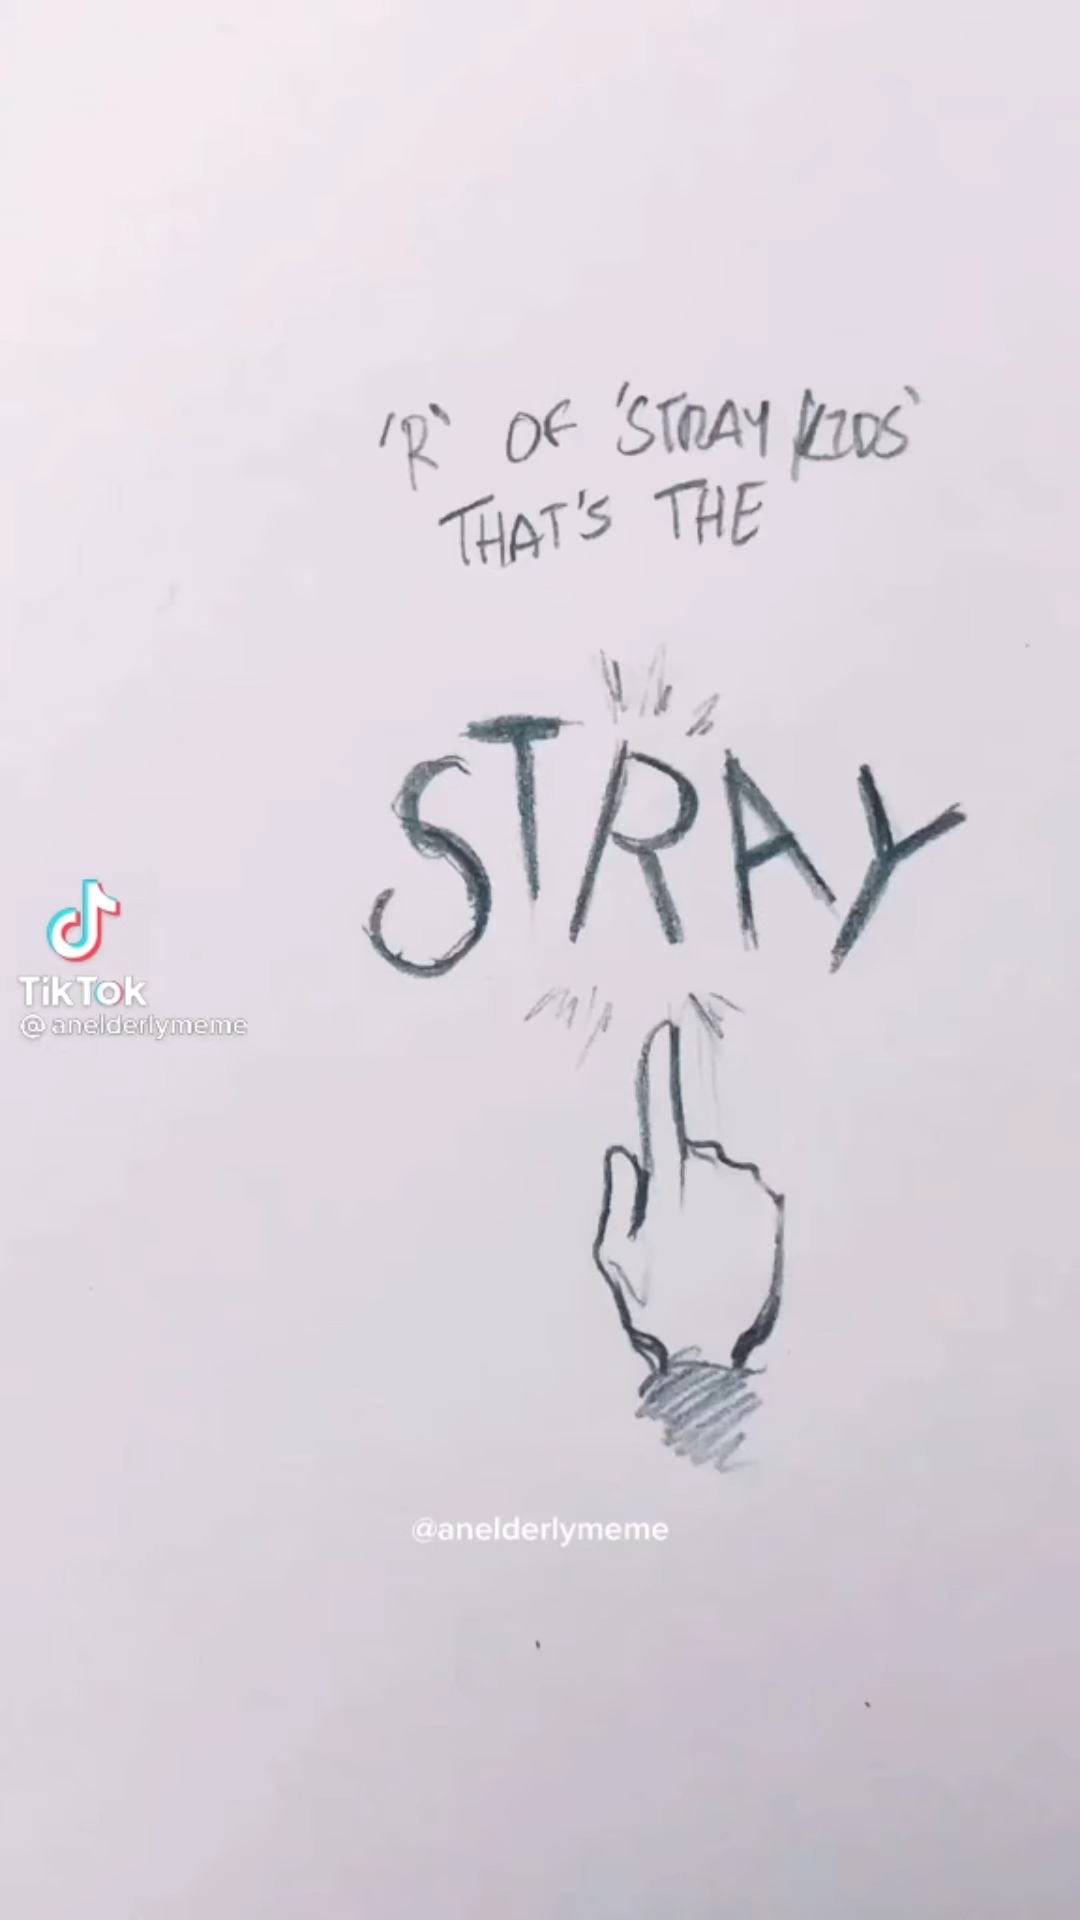 'R' OF 'STRAY KIDS'
THAT'S THE
STRAY
TikTok
@anelderlymeme
@anelderlymeme